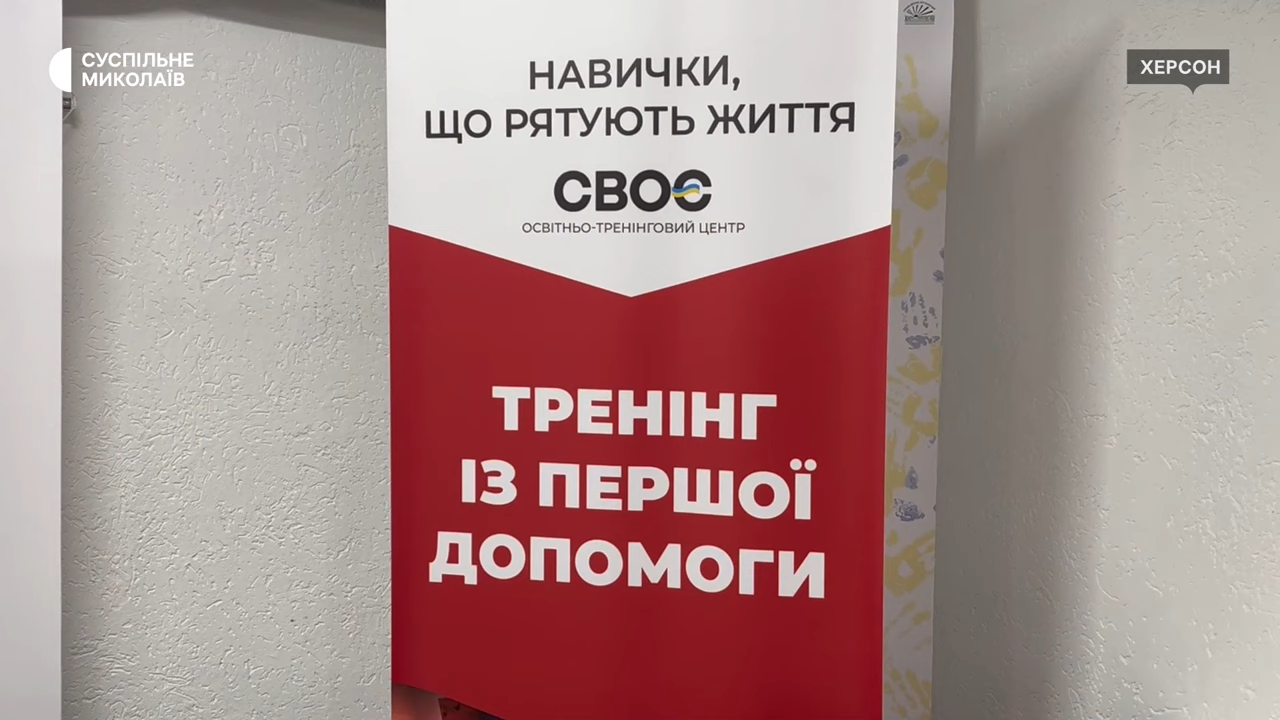 СУСПІЛЬНЕ
МИКОЛАЇВ
ХЕРСОН
НАВИЧКИ,
ЩО РЯТУЮТЬ ЖИТТЯ
СВОЄ
ОСВІТНЬО-ТРЕНІНГОВИЙ ЦЕНТР
ТРЕНІНГ
ІЗ ПЕРШОЇ
ДОПОМОГИ